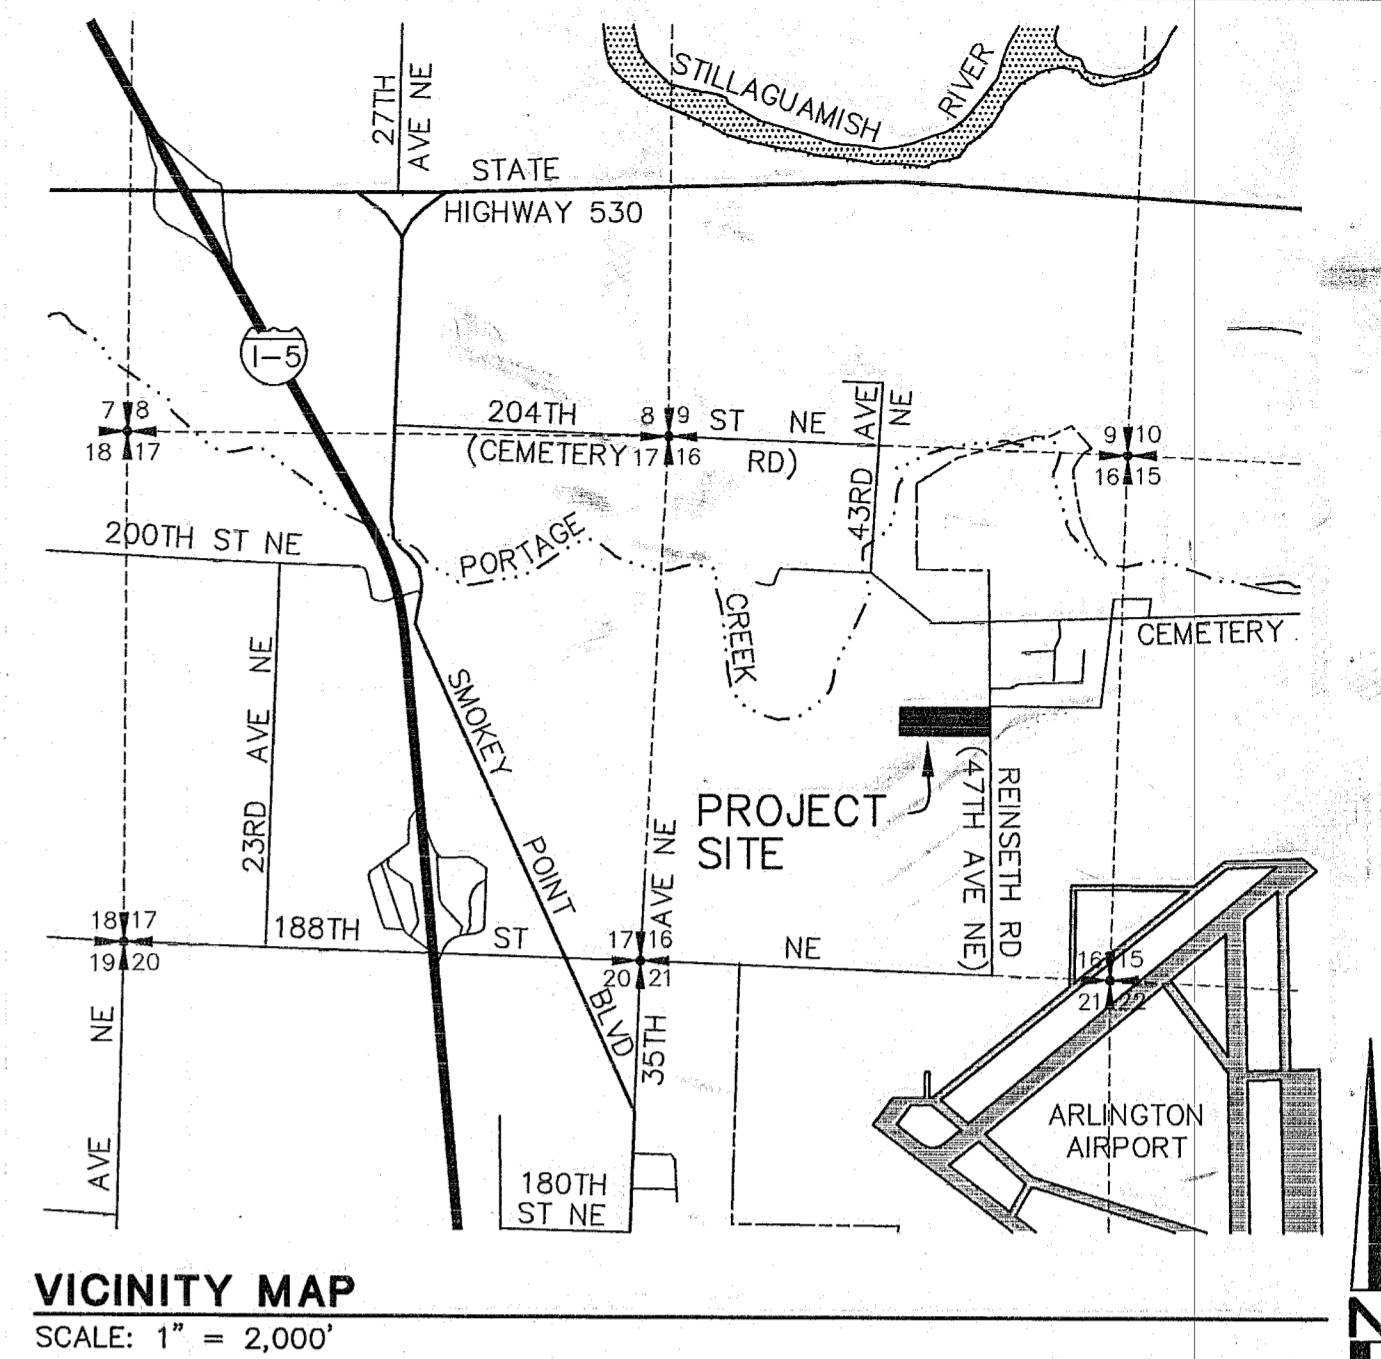 27TH
AVE NE
STILLAGUAMISH
RIVER
STATE
HIGHWAY 530
I-5
7 8
18 17
204TH
8 9
ST NE
(CEMETERY
17 16
RD)
43RD AVE
NE
9 10
16 15
200TH ST NE
PORTAGE
CREEK
CEMETERY
23RD AVE NE
SMOKEY
POINT
BLVD
PROJECT
SITE
REINSETH RD
(47TH AVE NE)
AVE NE
35TH
18 17
19 20
188TH
ST
17 16
20 21
NE
16 15
21 22
NE
AVE
ARLINGTON
AIRPORT
180TH
ST NE
VICINITY MAP
SCALE: 1" = 2,000'
N